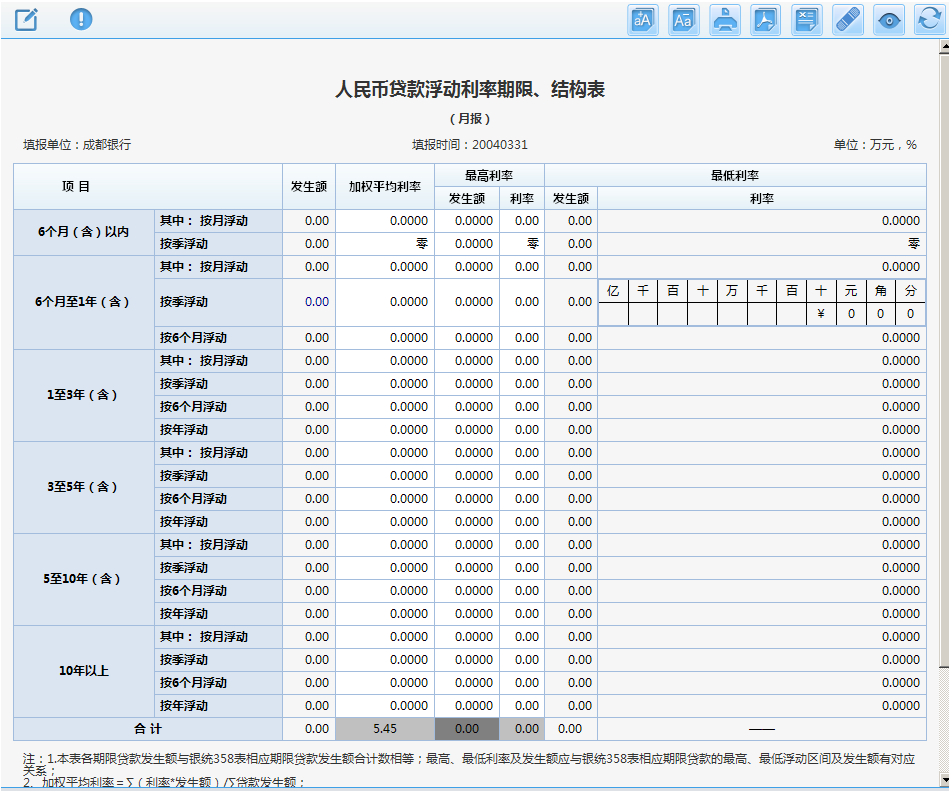 aA Aa
人民币贷款浮动利率期限、结构表
（月报）
填报单位：成都银行 填报时间：20040331 单位：万元，%
项 目 发生额 加权平均利率 最高利率 最低利率
发生额 利率 发生额 利率
6个月（含）以内 其中： 按月浮动 0.00 0.0000 0.0000 0.00 0.00 0.0000
按季浮动 0.00 零 0.0000 零 0.00 零
6个月至1年（含） 其中： 按月浮动 0.00 0.0000 0.0000 0.00 0.00 0.0000
亿 千 百 十 万 千 百 十 元 角 分
按季浮动 0.00 0.0000 0.0000 0.00 0.00
¥ 0 0 0
按6个月浮动 0.00 0.0000 0.0000 0.00 0.00 0.0000
1至3年（含） 其中： 按月浮动 0.00 0.0000 0.0000 0.00 0.00 0.0000
按季浮动 0.00 0.0000 0.0000 0.00 0.00 0.0000
按6个月浮动 0.00 0.0000 0.0000 0.00 0.00 0.0000
按年浮动 0.00 0.0000 0.0000 0.00 0.00 0.0000
3至5年（含） 其中： 按月浮动 0.00 0.0000 0.0000 0.00 0.00 0.0000
按季浮动 0.00 0.0000 0.0000 0.00 0.00 0.0000
按6个月浮动 0.00 0.0000 0.0000 0.00 0.00 0.0000
按年浮动 0.00 0.0000 0.0000 0.00 0.00 0.0000
5至10年（含） 其中： 按月浮动 0.00 0.0000 0.0000 0.00 0.00 0.0000
按季浮动 0.00 0.0000 0.0000 0.00 0.00 0.0000
按6个月浮动 0.00 0.0000 0.0000 0.00 0.00 0.0000
按年浮动 0.00 0.0000 0.0000 0.00 0.00 0.0000
10年以上 其中： 按月浮动 0.00 0.0000 0.0000 0.00 0.00 0.0000
按季浮动 0.00 0.0000 0.0000 0.00 0.00 0.0000
按6个月浮动 0.00 0.0000 0.0000 0.00 0.00 0.0000
按年浮动 0.00 0.0000 0.0000 0.00 0.00 0.0000
合 计 0.00 5.45 0.00 0.00 0.00 ——
注：1.本表各期限贷款发生额与银统358表相应期限贷款发生额合计数相等；最高、最低利率及发生额应与银统358表相应期限贷款的最高、最低浮动区间及发生额有对应
关系；
2、加权平均利率＝∑（利率*发生额）/∑贷款发生额；